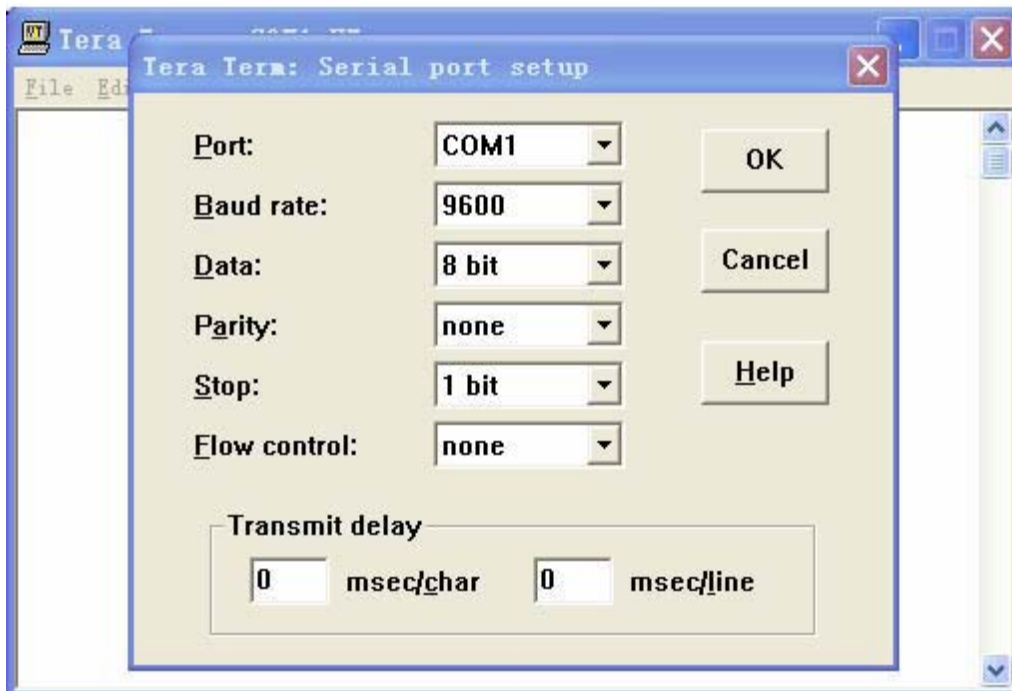 Tera
Tera Term: Serial port setup
File
Port: COM1
OK
Baud rate: 9600
Data: 8 bit
Cancel
Parity: none
Stop: 1 bit
Help
Flow control: none
Transmit delay
0 msec/char 0 msec/line